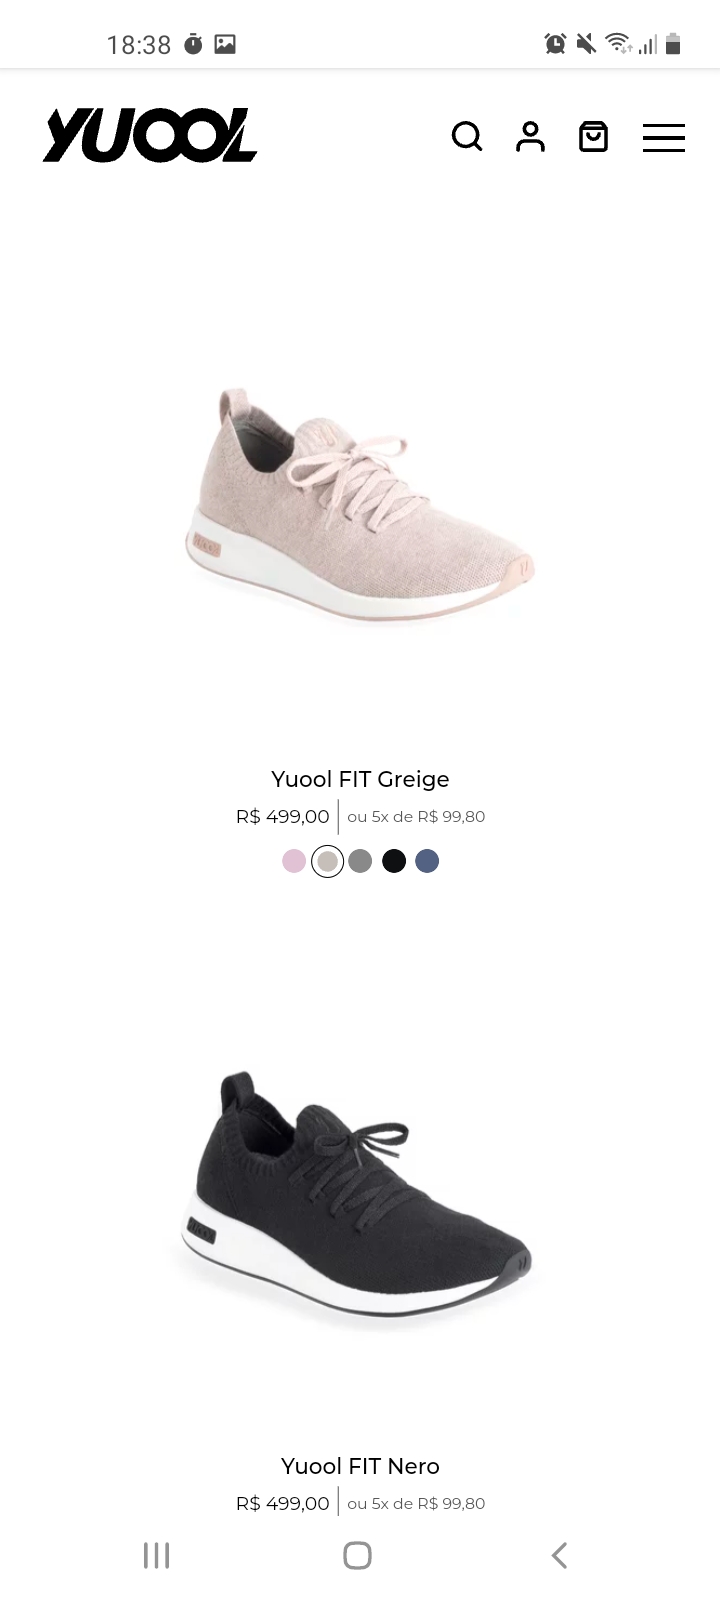 18:38
YUOOL
Yuool FIT Greige
R$ 499,00 ou 5x de R$ 99,80
Yuool FIT Nero
R$ 499,00 ou 5x de R$ 99,80